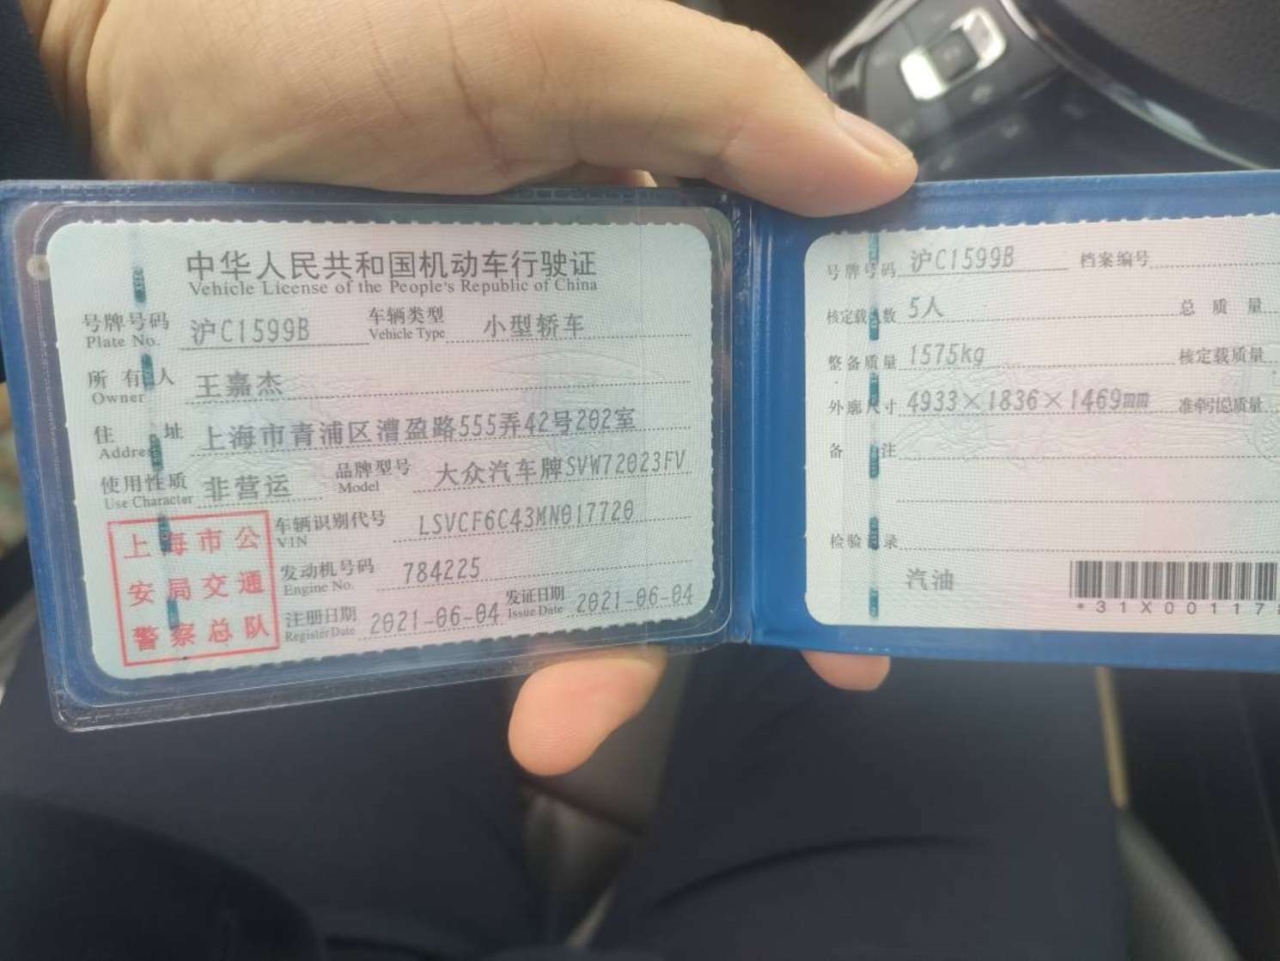 中华人民共和国机动车行驶证
Vehicle License of the People's Republic of China
号牌号码 沪C1599B 车辆类型 小型轿车
Plate No. Vehicle Type
所有人 王嘉杰
Owner
住址 上海市青浦区漕盈路555弄42号202室
Address
使用性质 非营运 品牌型号 大众汽车牌SVW72023FV
Use Character Model
车辆识别代号 LSVCF6C43MN017720
VIN
发动机号码 784225
Engine No.
注册日期 2021-06-04 发证日期 2021-06-04
Register Date Issue Date
上海市公
安局交通
警察总队
号牌号码 沪C1599B 档案编号
核定载人数 5人 总质量
整备质量 1575kg 核定载质量
外廓尺寸 4933×1836×1469mm 准牵引总质量
备注
检验记录
汽油
*31X00117